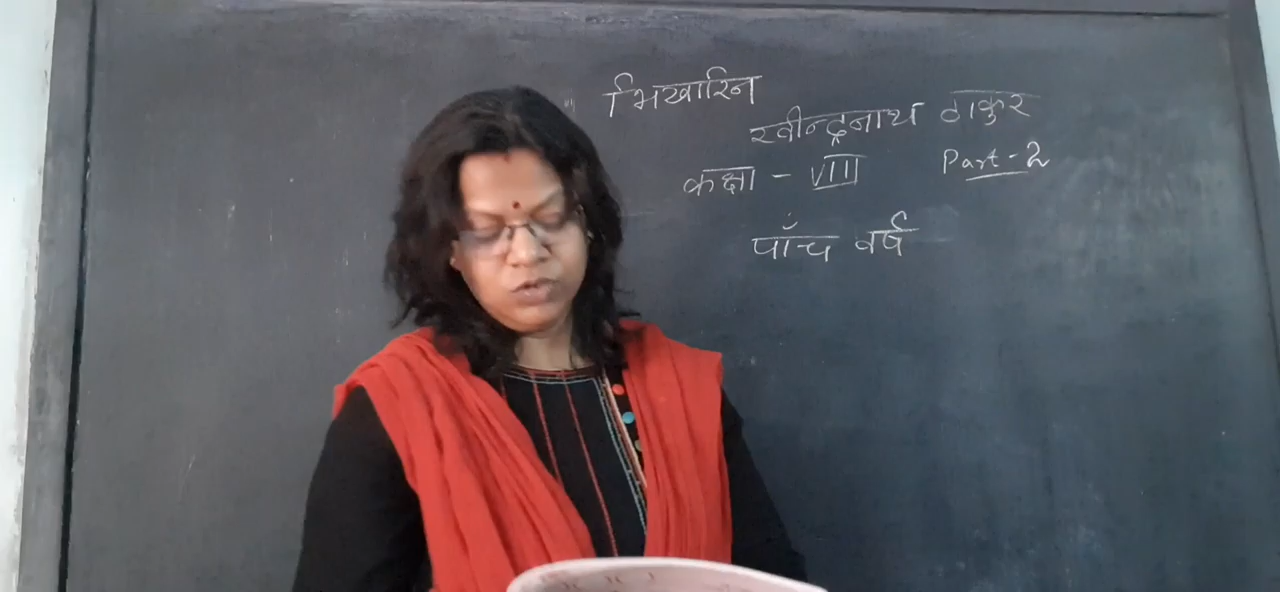 भिखारिन
रवीन्द्रनाथ ठाकुर
कक्षा - VIII Part-2
पाँच वर्ष